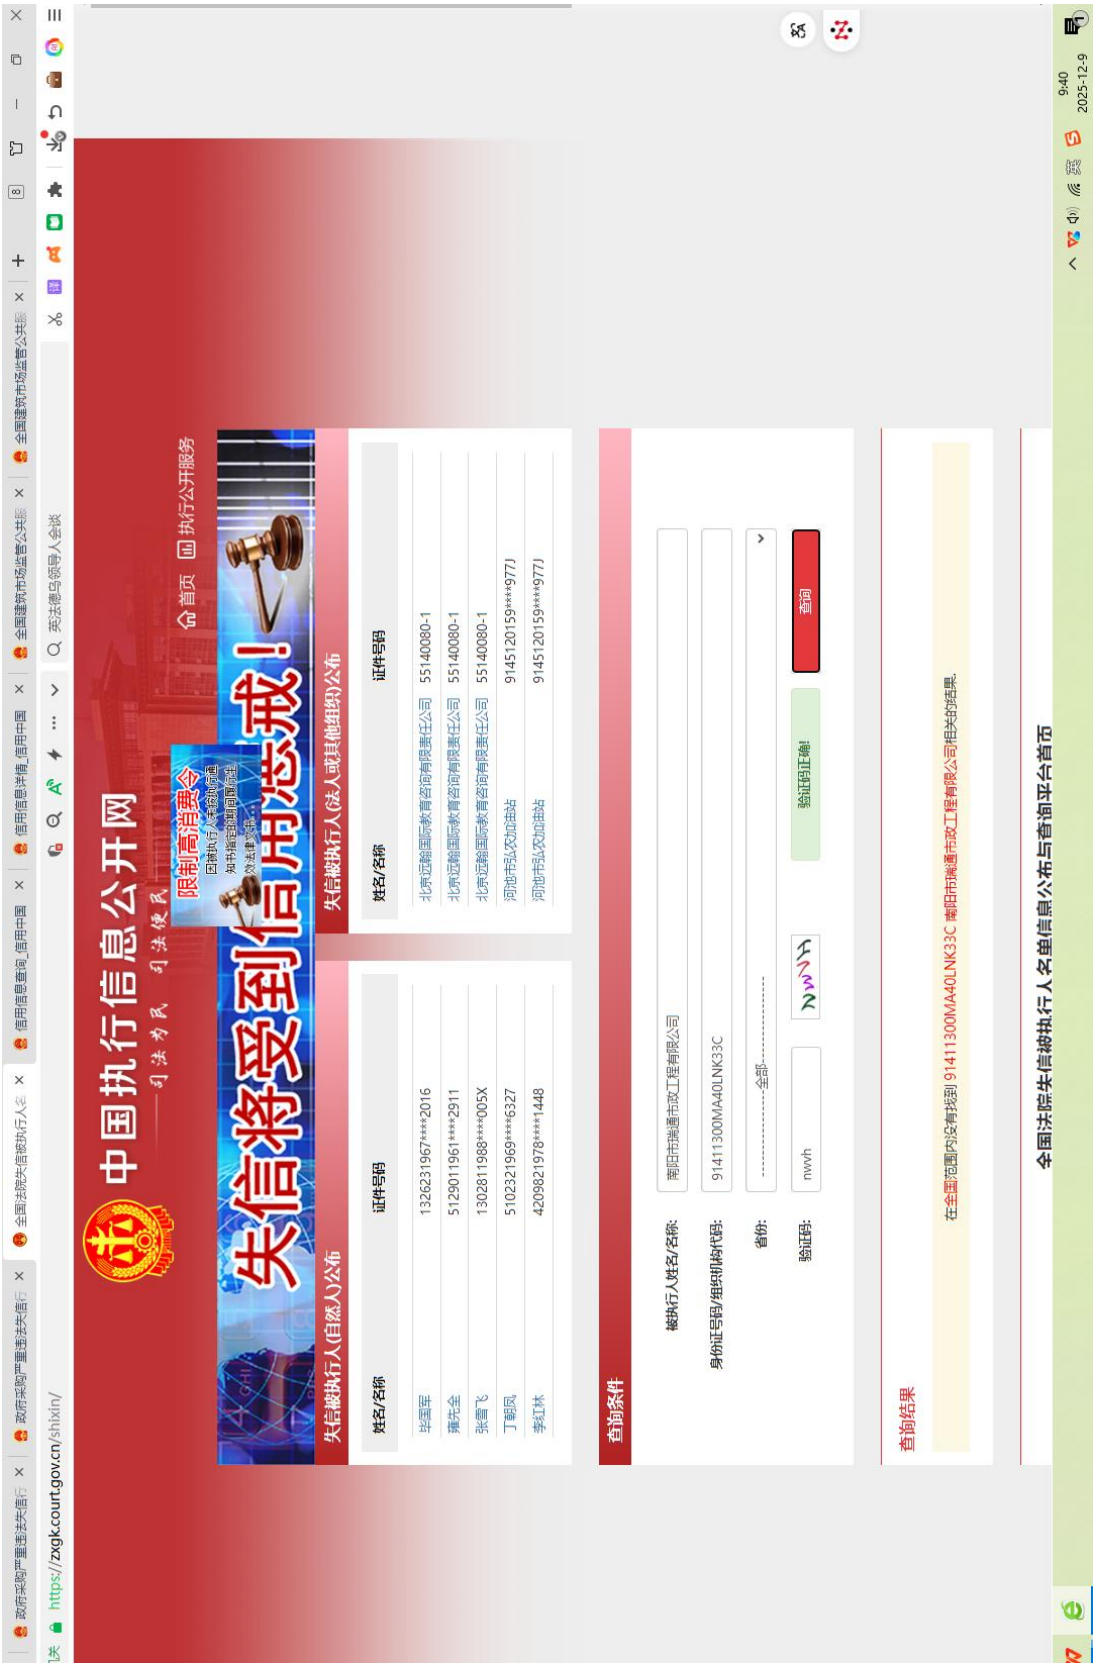 政府采购严重违法失信行
政府采购严重违法失信行
全国法院失信被执行人名
信用信息查询_信用中国
信用信息详情_信用中国
全国建筑市场监管公共服
全国建筑市场监管公共服
8
https://zxgk.court.gov.cn/shixin/
英法德乌领导人会谈
译
中国执行信息公开网
司法为民 司法便民
首页 执行公开服务
限制高消费令
失信将受到信用惩戒！
失信被执行人(自然人)公布
姓名/名称 证件号码
毕国军 1326231967****2016
雍先全 5129011961****2911
张雪飞 1302811988****005X
丁朝凤 5102321969****6327
李红林 4209821978****1448
失信被执行人(法人或其他组织)公布
姓名/名称 证件号码
北京远翰国际教育咨询有限责任公司 55140080-1
北京远翰国际教育咨询有限责任公司 55140080-1
北京远翰国际教育咨询有限责任公司 55140080-1
河池市弘农加油站 9145120159****977J
河池市弘农加油站 9145120159****977J
查询条件
被执行人姓名/名称: 南阳市瑞通市政工程有限公司
身份证号码/组织机构代码: 91411300MA40LNK33C
省份: 全部
验证码: nwvh 验证码正确! 查询
查询结果
在全国范围内没有找到 91411300MA40LNK33C 南阳市瑞通市政工程有限公司相关的结果.
全国法院失信被执行人名单信息公布与查询平台首页
英
9:40
2025-12-9
1